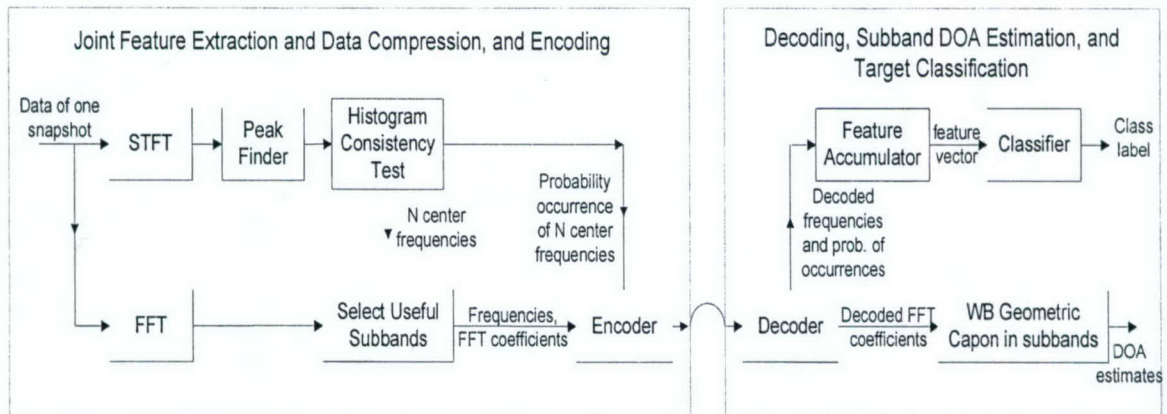 Joint Feature Extraction and Data Compression, and Encoding
Data of one
snapshot
STFT
Peak
Finder
Histogram
Consistency
Test
N center
frequencies
Probability
occurrence
of N center
frequencies
FFT
Select Useful
Subbands
Frequencies,
FFT coefficients
Encoder
Decoding, Subband DOA Estimation, and
Target Classification
Feature
Accumulator
feature
vector
Classifier
Class
label
Decoded
frequencies
and prob. of
occurrences
Decoder
Decoded FFT
coefficients
WB Geometric
Capon in subbands
DOA
estimates